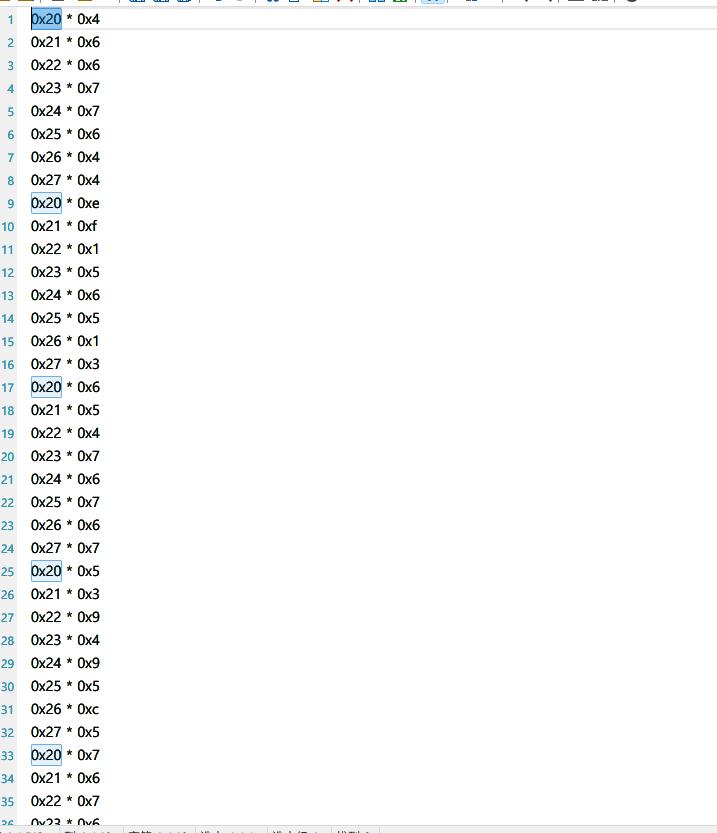 1 0x20 * 0x4
2 0x21 * 0x6
3 0x22 * 0x6
4 0x23 * 0x7
5 0x24 * 0x7
6 0x25 * 0x6
7 0x26 * 0x4
8 0x27 * 0x4
9 0x20 * 0xe
10 0x21 * 0xf
11 0x22 * 0x1
12 0x23 * 0x5
13 0x24 * 0x6
14 0x25 * 0x5
15 0x26 * 0x1
16 0x27 * 0x3
17 0x20 * 0x6
18 0x21 * 0x5
19 0x22 * 0x4
20 0x23 * 0x7
21 0x24 * 0x6
22 0x25 * 0x7
23 0x26 * 0x6
24 0x27 * 0x7
25 0x20 * 0x5
26 0x21 * 0x3
27 0x22 * 0x9
28 0x23 * 0x4
29 0x24 * 0x9
30 0x25 * 0x5
31 0x26 * 0xc
32 0x27 * 0x5
33 0x20 * 0x7
34 0x21 * 0x6
35 0x22 * 0x7
36 0x23 * 0x6